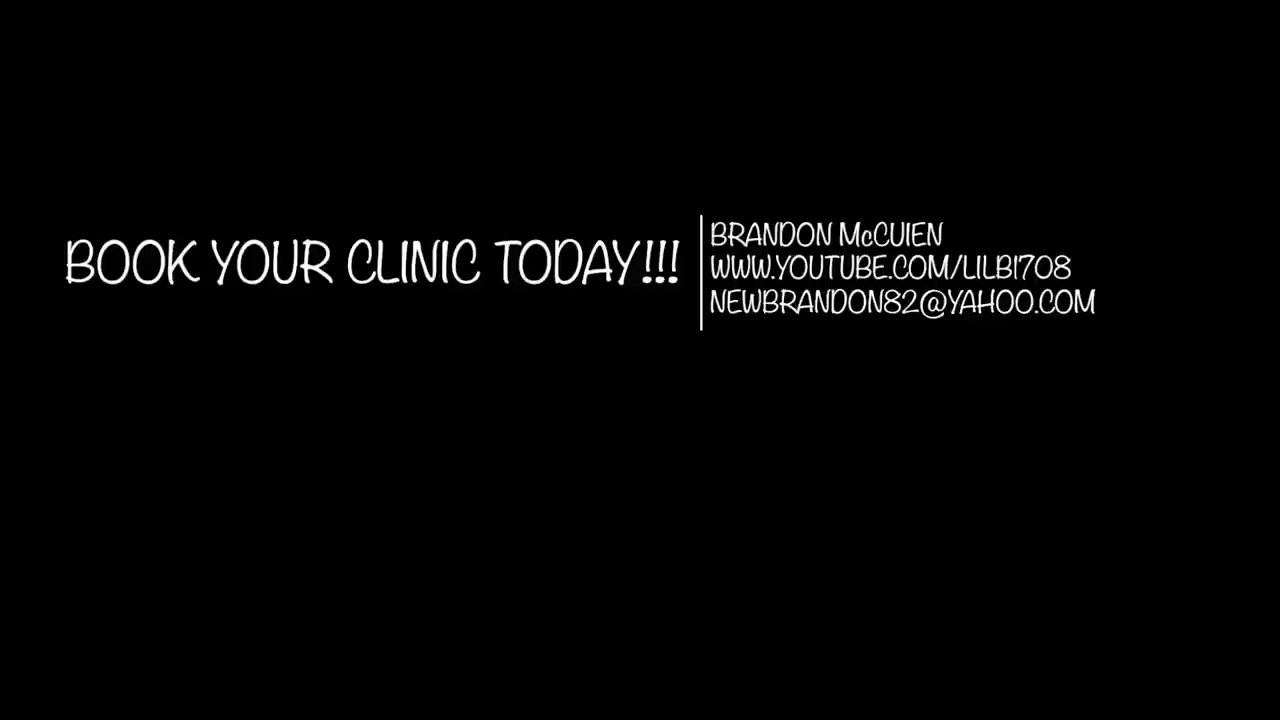 BOOK YOUR CLINIC TODAY!!!
BRANDON McCUIEN
WWW.YOUTUBE.COM/LILB1708
NEWBRANDON82@YAHOO.COM